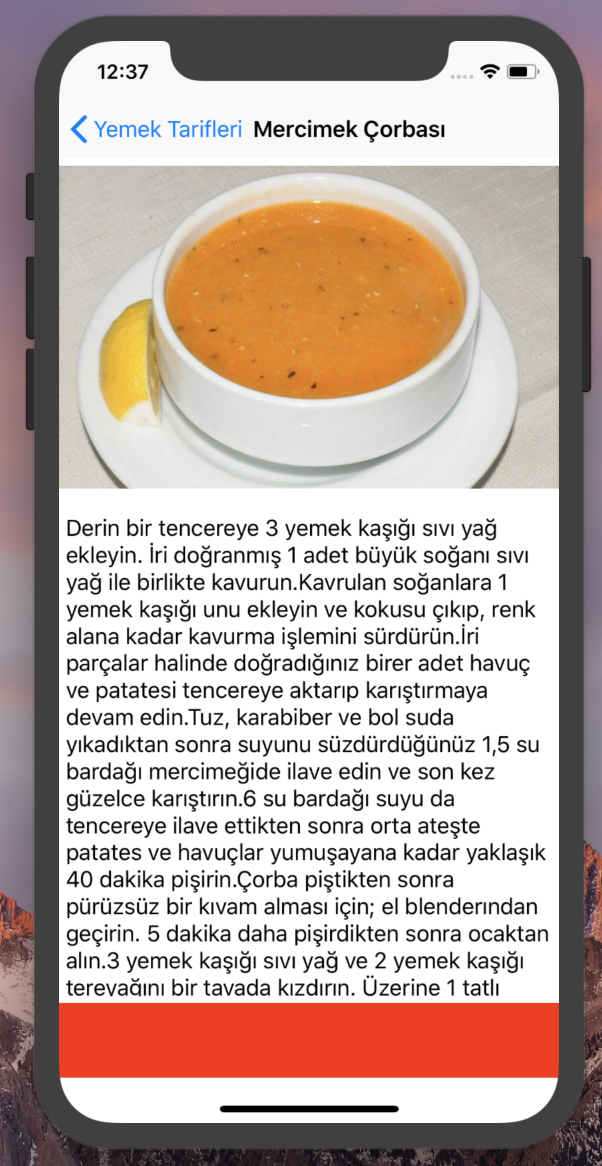 12:37
Yemek Tarifleri Mercimek Çorbası
Derin bir tencereye 3 yemek kaşığı sıvı yağ
ekleyin. İri doğranmış 1 adet büyük soğanı sıvı
yağ ile birlikte kavurun.Kavrulan soğanlara 1
yemek kaşığı unu ekleyin ve kokusu çıkıp, renk
alana kadar kavurma işlemini sürdürün.İri
parçalar halinde doğradığınız birer adet havuç
ve patatesi tencereye aktarıp karıştırmaya
devam edin.Tuz, karabiber ve bol suda
yıkadıktan sonra suyunu süzdürdüğünüz 1,5 su
bardağı mercimeğide ilave edin ve son kez
güzelce karıştırın.6 su bardağı suyu da
tencereye ilave ettikten sonra orta ateşte
patates ve havuçlar yumuşayana kadar yaklaşık
40 dakika pişirin.Çorba piştikten sonra
pürüzsüz bir kıvam alması için; el blenderından
geçirin. 5 dakika daha pişirdikten sonra ocaktan
alın.3 yemek kaşığı sıvı yağ ve 2 yemek kaşığı
tereyağını bir tavada kızdırın. Üzerine 1 tatlı